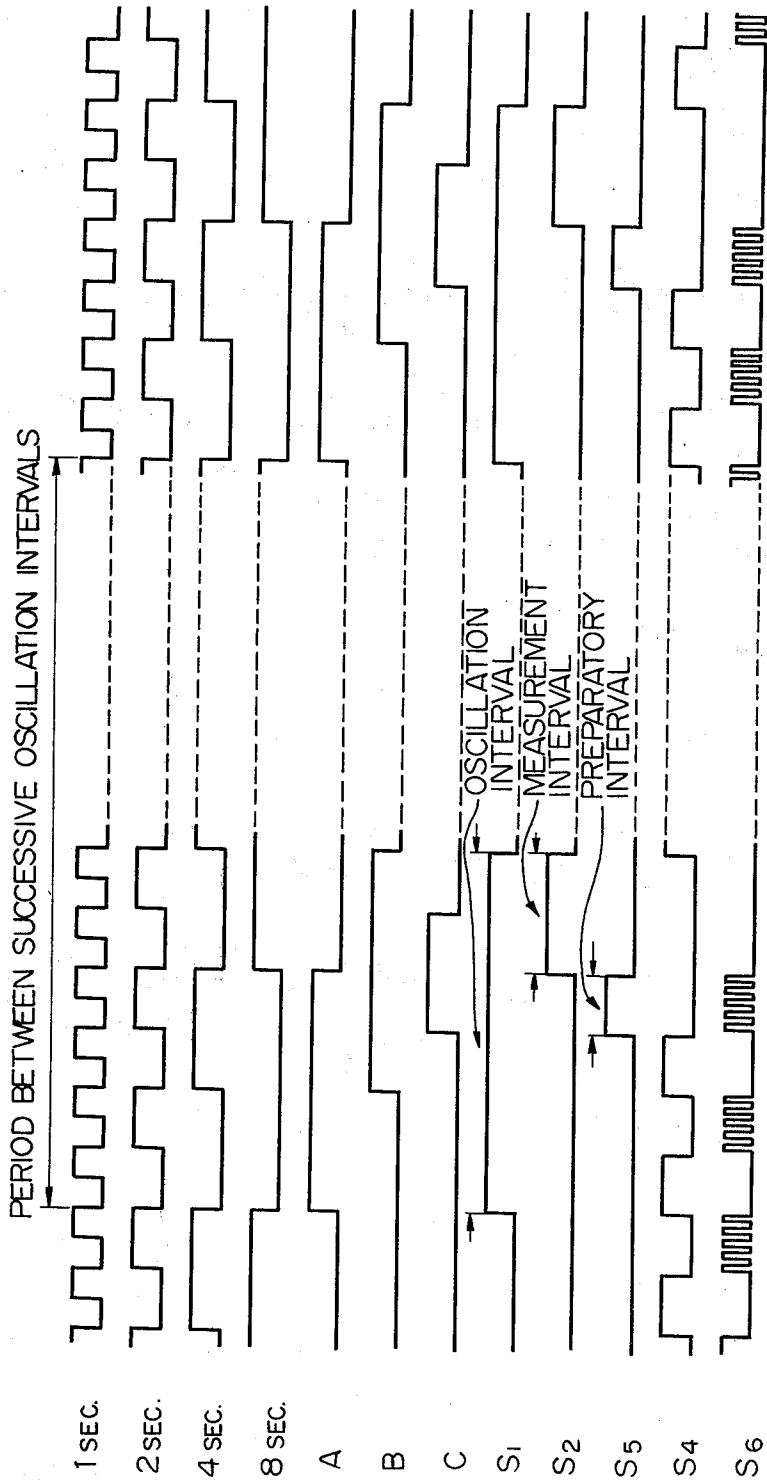 PERIOD BETWEEN SUCCESSIVE OSCILLATION INTERVALS
1 SEC.
2 SEC.
4 SEC.
8 SEC.
A
B
C
S1
S2
S5
S4
S6
OSCILLATION
INTERVAL
MEASUREMENT
INTERVAL
PREPARATORY
INTERVAL